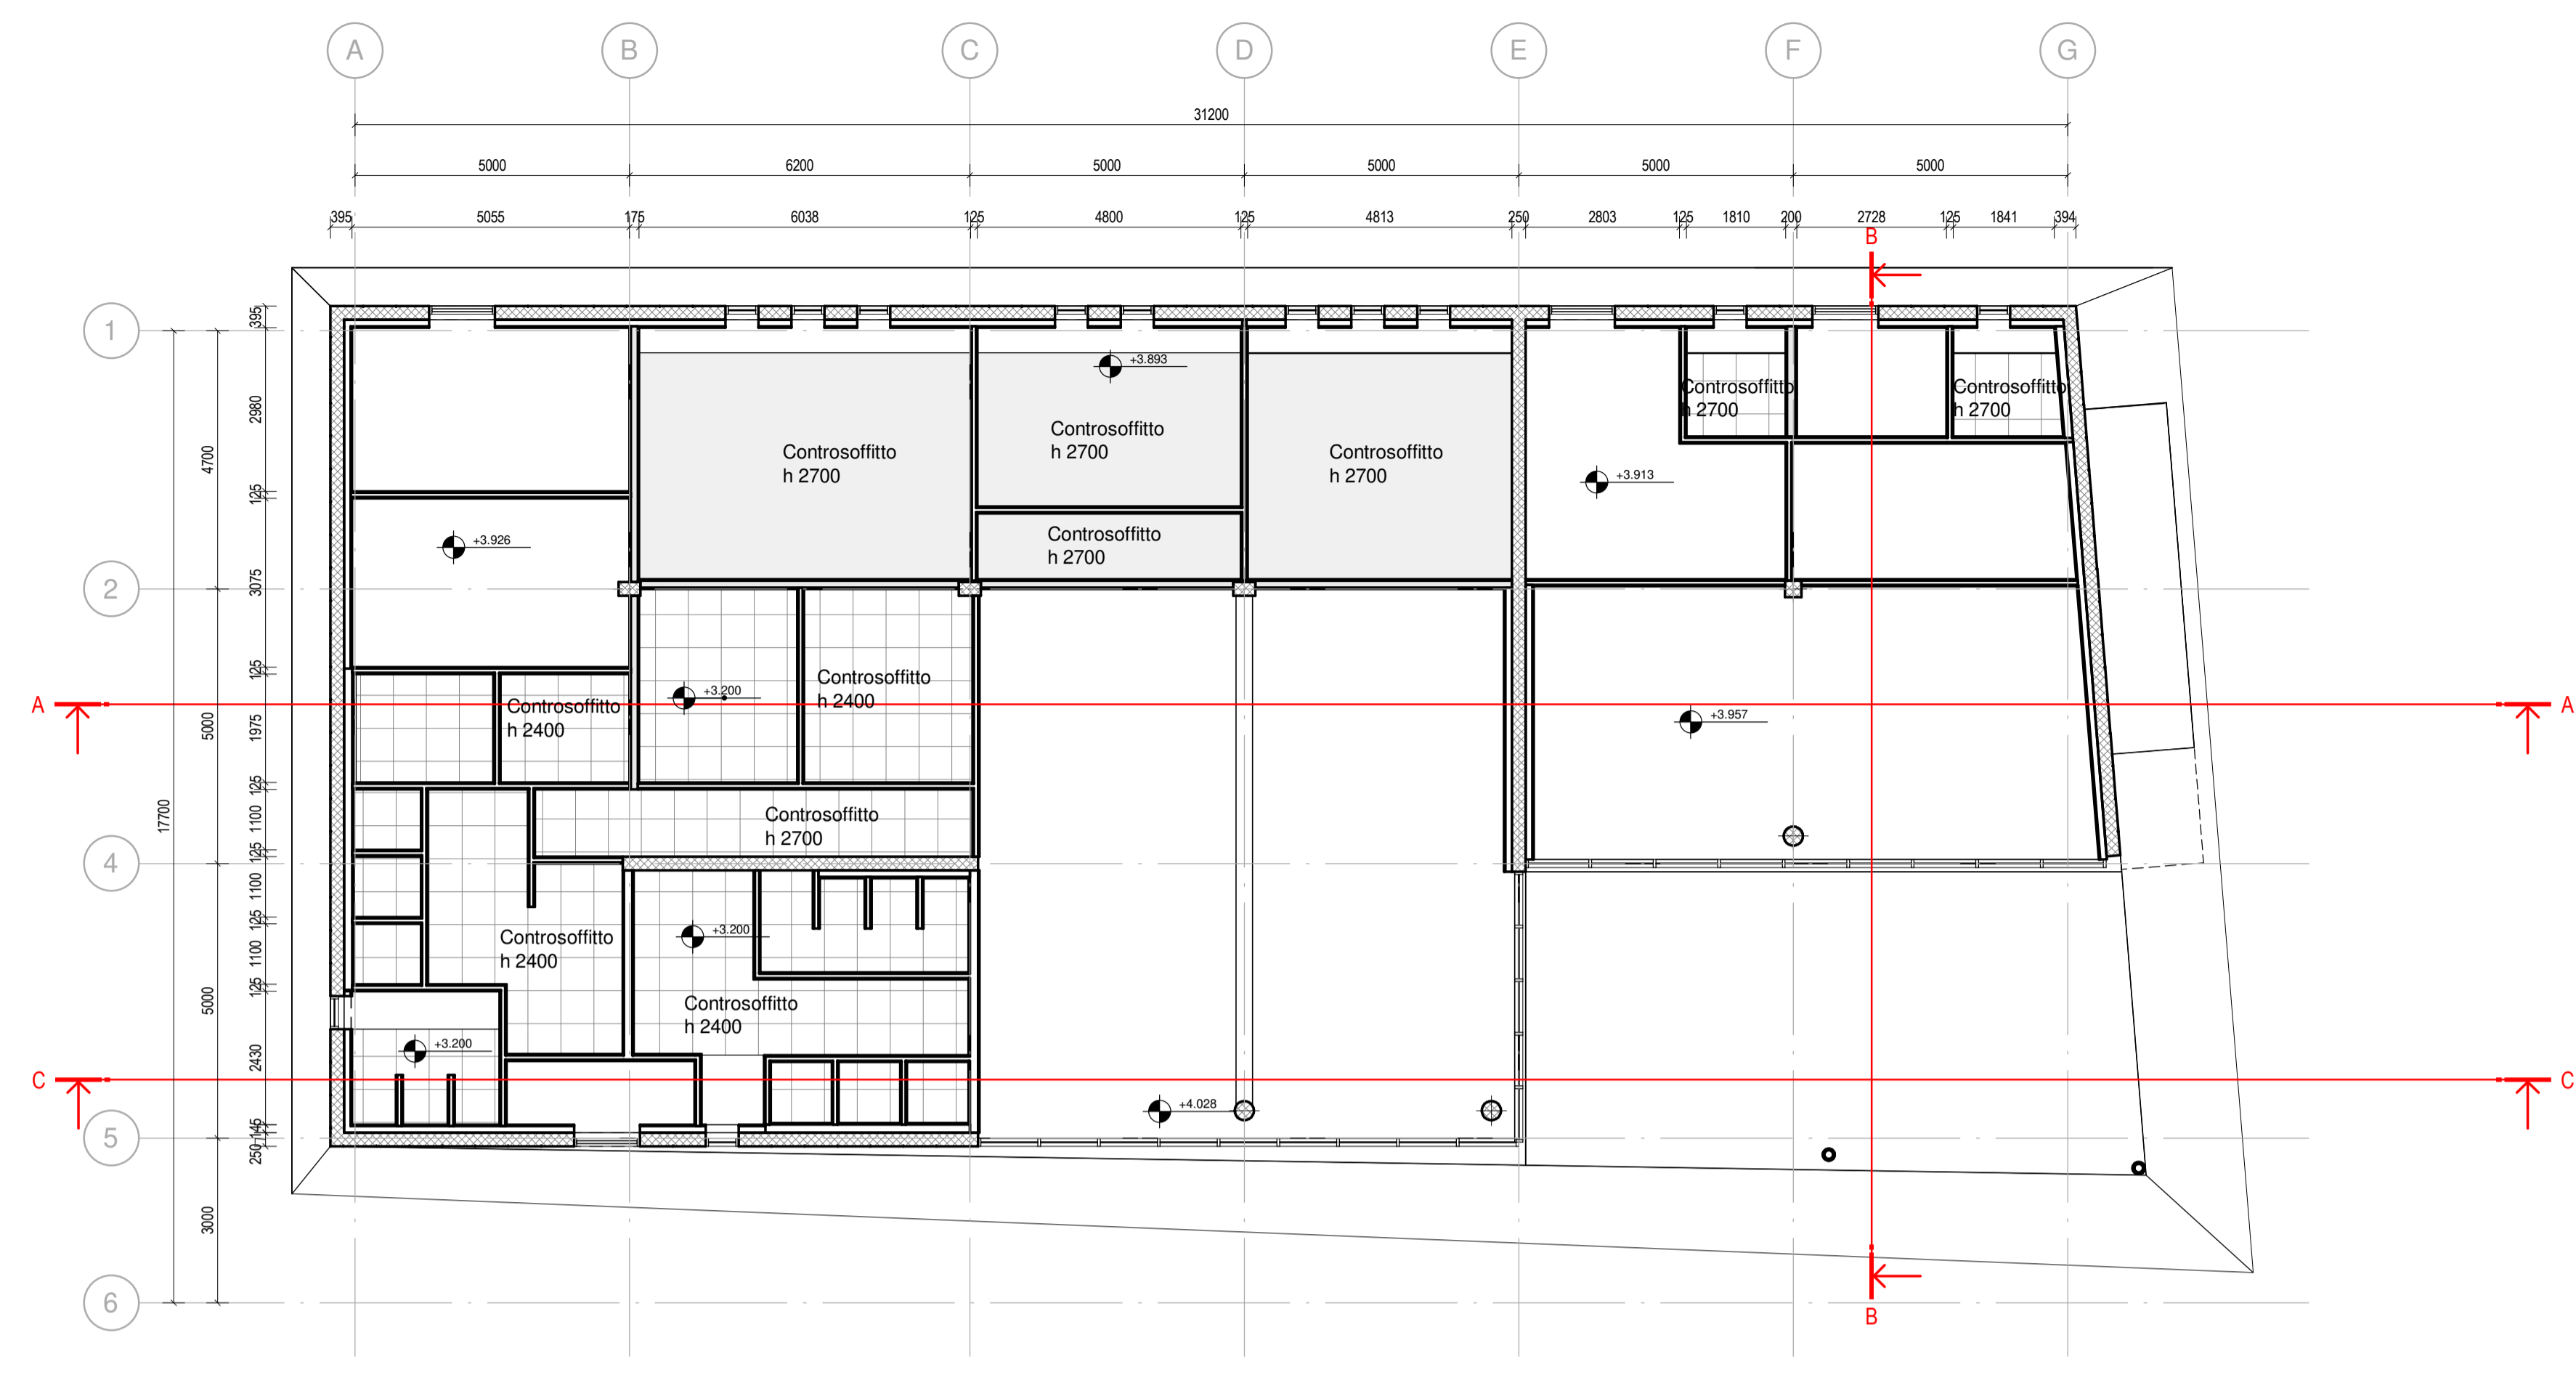 A B C D E F G
31200
5000 6200 5000 5000 5000 5000
395 5055 175 6038 125 4800 125 4813 250 2803 125 1810 200 2728 125 1841 394
B
1
2
4
5
6
17700
4700
5000
5000
3000
395
2980
125
3075
125
1975
125
1100
125
1100
125
1100
125
2430
145
250
+3.893
Controsoffitto
h 2700
Controsoffitto
h 2700
Controsoffitto
h 2700
Controsoffitto
h 2700
Controsoffitto
h 2700
Controsoffitto
h 2700
+3.913
+3.926
Controsoffitto
h 2400
+3.200
Controsoffitto
h 2400
+3.957
A A
Controsoffitto
h 2700
Controsoffitto
h 2400
+3.200
Controsoffitto
h 2400
+3.200
C C
+4.028
B